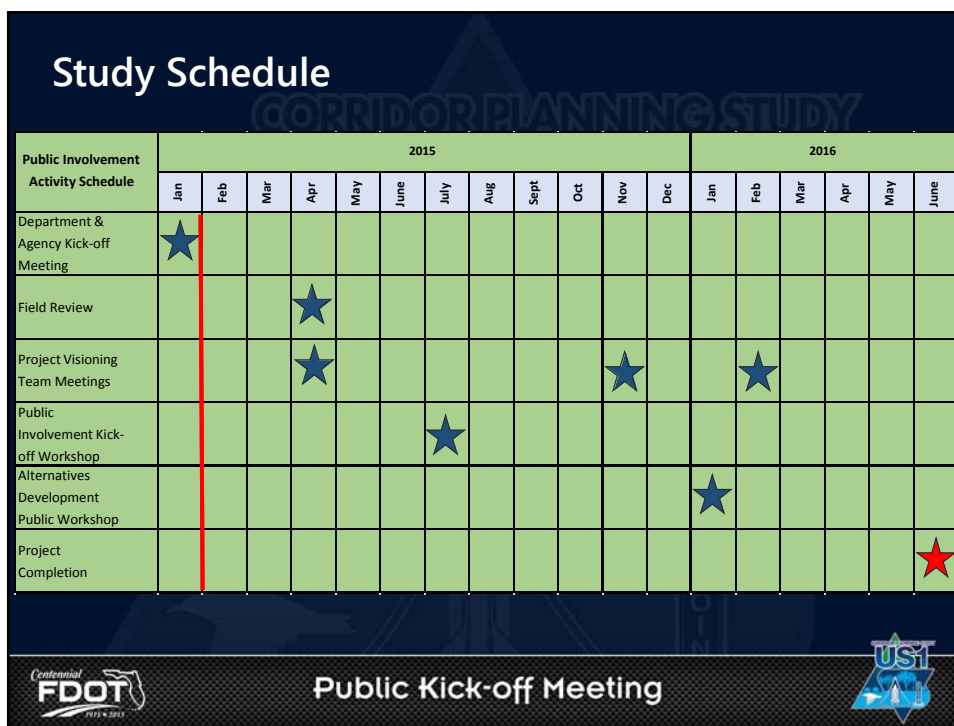 Study Schedule
CORRIDOR PLANNING STUDY
Public Involvement
Activity Schedule
2015
2016
Jan
Feb
Mar
Apr
May
June
July
Aug
Sept
Oct
Nov
Dec
Jan
Feb
Mar
Apr
May
June
Department &
Agency Kick-off
Meeting
Field Review
Project Visioning
Team Meetings
Public
Involvement Kick-
off Workshop
Alternatives
Development
Public Workshop
Project
Completion
Centennial
FDOT
1915 ★ 2015
Public Kick-off Meeting
US1